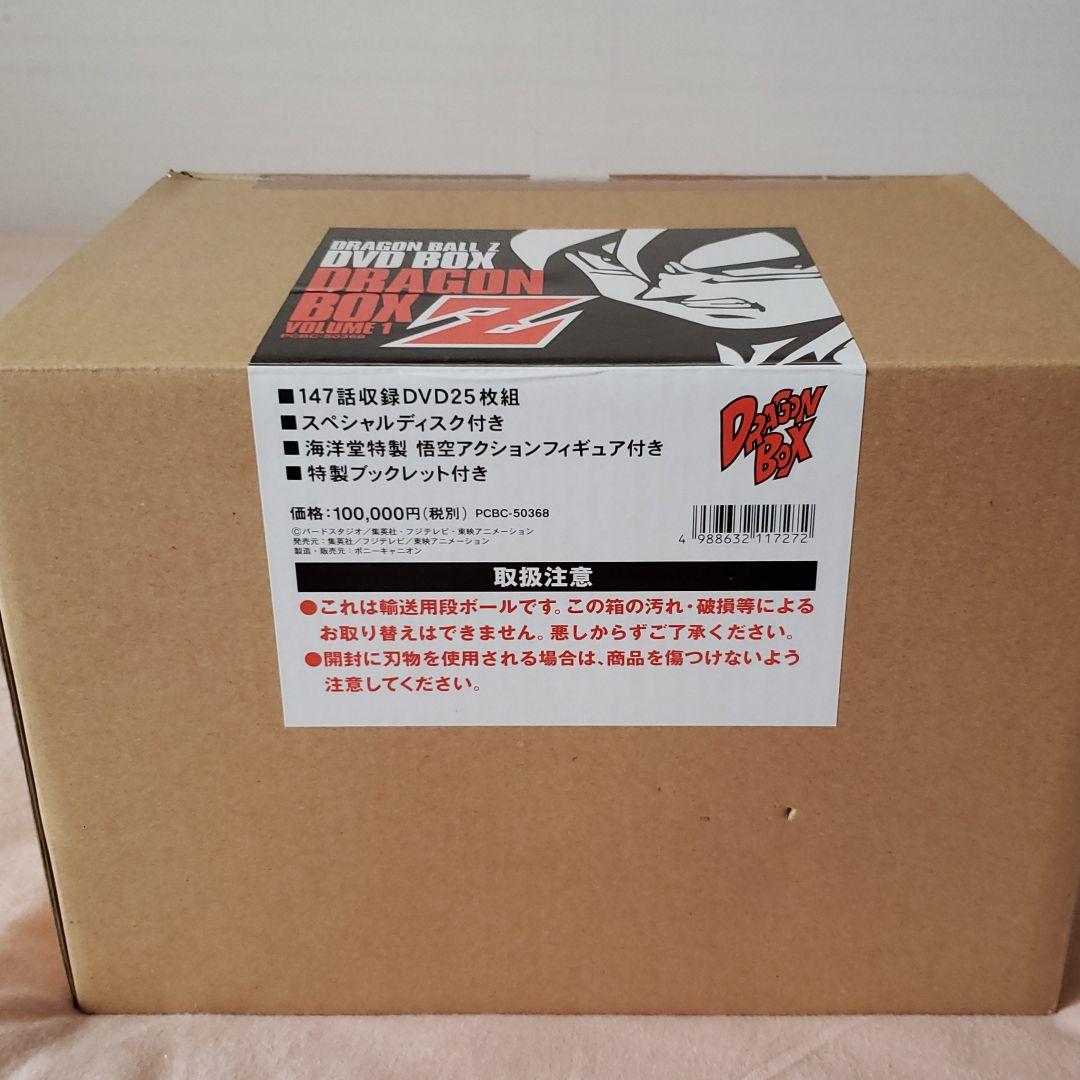 DRAGON BALL Z
DVD BOX
DRAGON
BOX Z
VOLUME 1
PCBC-50368
■147話収録DVD25枚組
■スペシャルディスク付き
■海洋堂特製 悟空アクションフィギュア付き
■特製ブックレット付き
DRAGON
BOX
価格:100,000円(税別) PCBC-50368
©バードスタジオ/集英社・フジテレビ・東映アニメーション
発売元:集英社/フジテレビ/東映アニメーション
製造・販売元:ポニーキャニオン
4 988632 117272
取扱注意
●これは輸送用段ボールです。この箱の汚れ・破損等による
お取り替えはできません。悪しからずご了承ください。
●開封に刃物を使用される場合は、商品を傷つけないよう
注意してください。